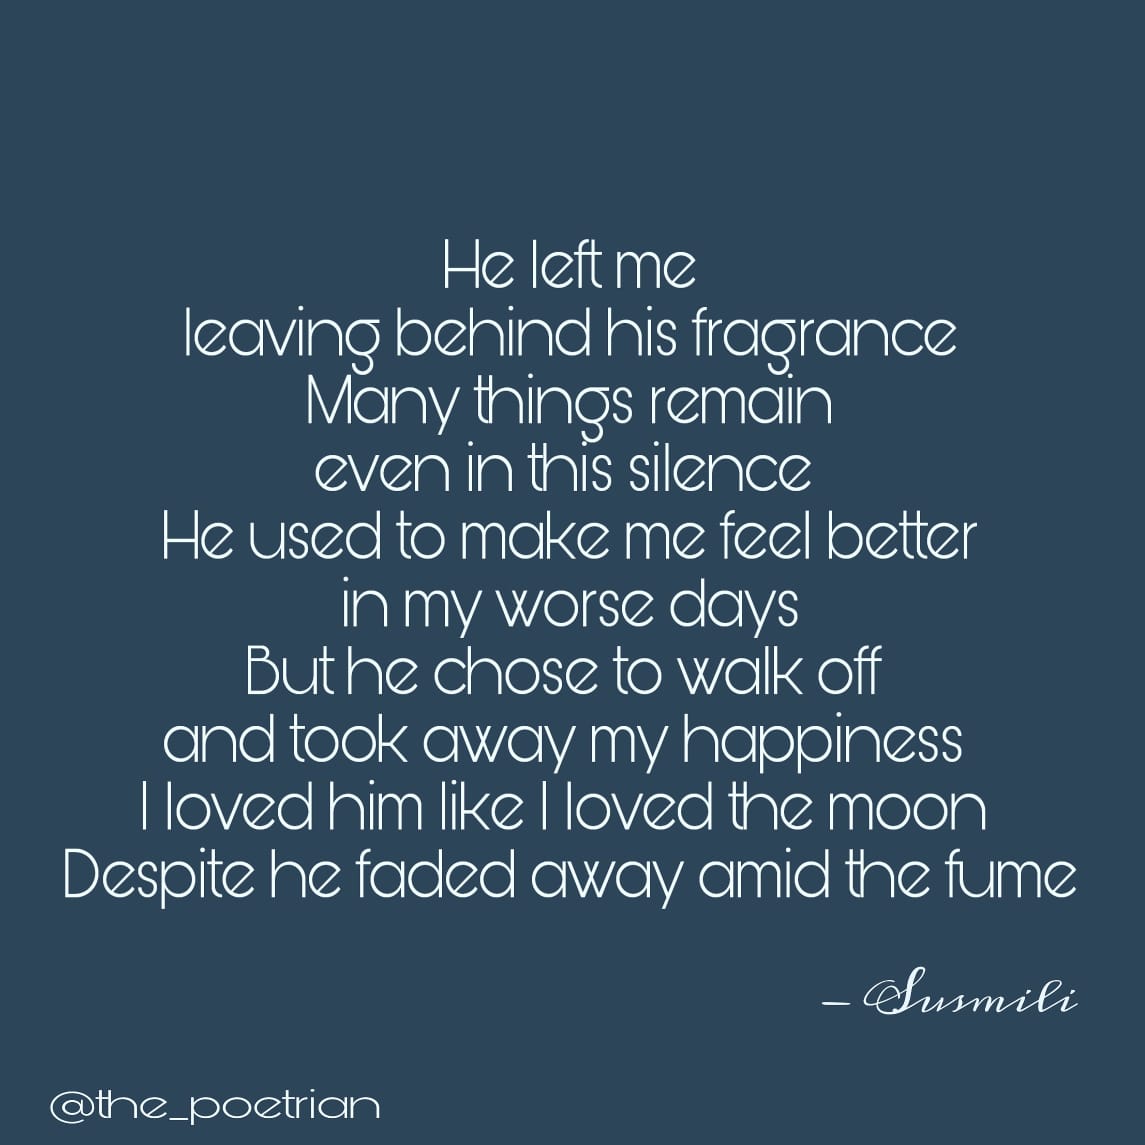 He left me
leaving behind his fragrance
Many things remain
even in this silence
He used to make me feel better
in my worse days
But he chose to walk off
and took away my happiness
I loved him like I loved the moon
Despite he faded away amid the fume
– Susmili
@the_poetrian